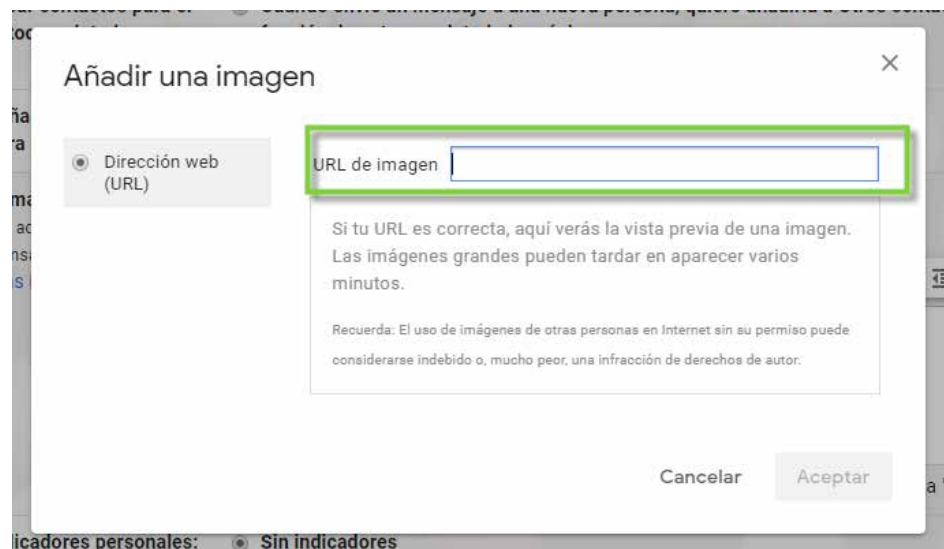 Añadir una imagen
Dirección web
(URL)
URL de imagen
Si tu URL es correcta, aquí verás la vista previa de una imagen.
Las imágenes grandes pueden tardar en aparecer varios
minutos.
Recuerda: El uso de imágenes de otras personas en Internet sin su permiso puede
considerarse indebido o, mucho peor, una infracción de derechos de autor.
Cancelar Aceptar
personales: Sin indicadores